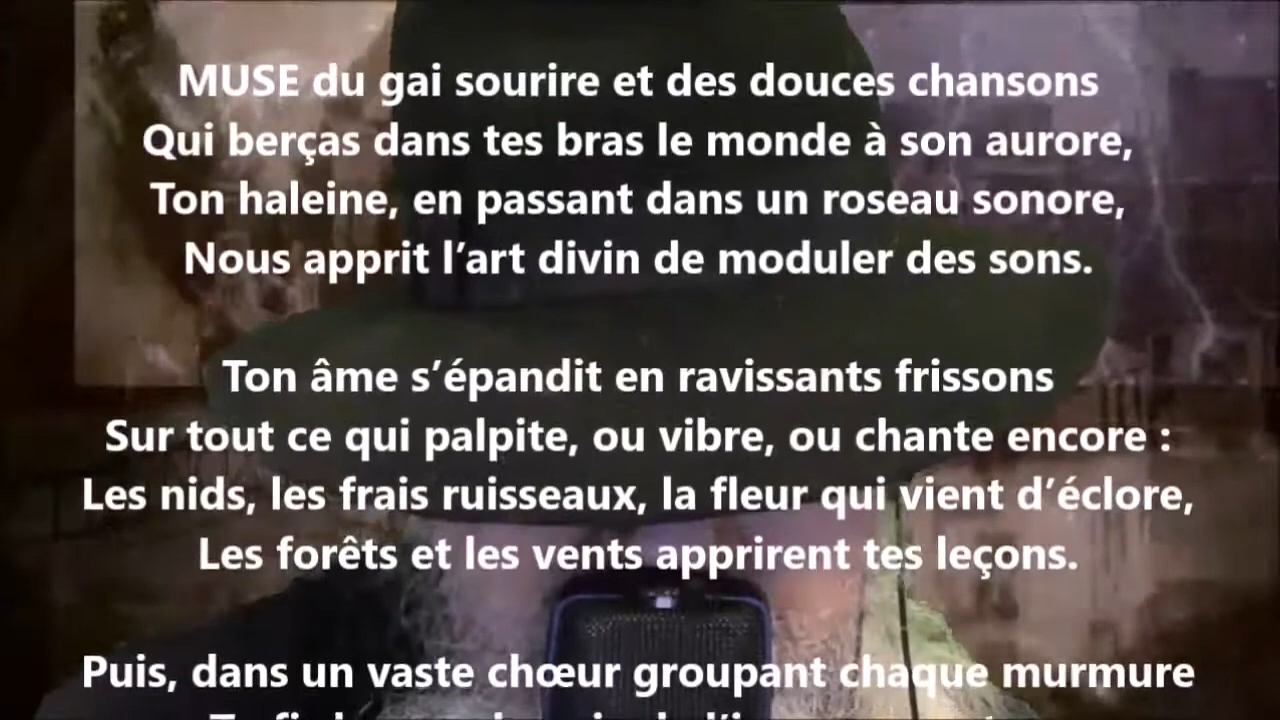 MUSE du gai sourire et des douces chansons
Qui berças dans tes bras le monde à son aurore,
Ton haleine, en passant dans un roseau sonore,
Nous apprit l’art divin de moduler des sons.
Ton âme s’épandit en ravissants frissons
Sur tout ce qui palpite, ou vibre, ou chante encore :
Les nids, les frais ruisseaux, la fleur qui vient d’éclore,
Les forêts et les vents apprirent tes leçons.
Puis, dans un vaste chœur groupant chaque murmure